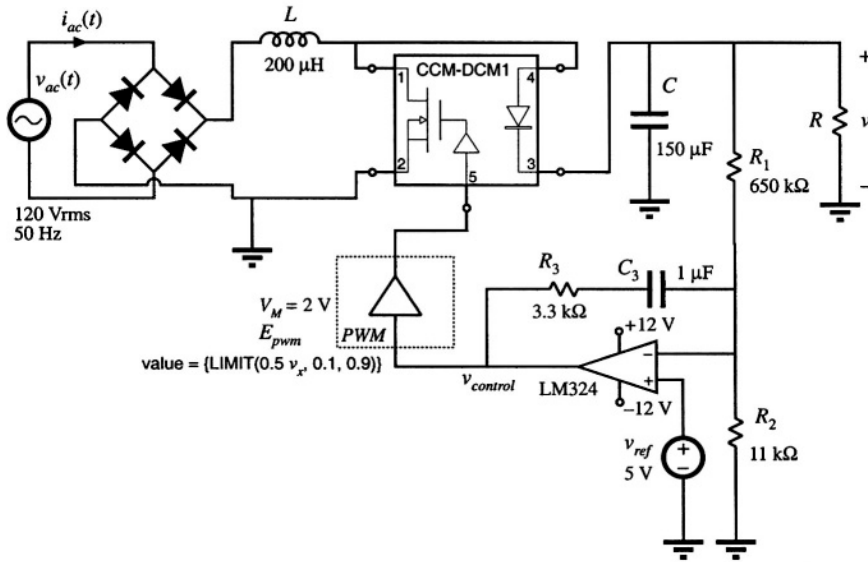 i_ac(t)
v_ac(t)
120 Vrms
50 Hz
L
200 µH
CCM-DCM1
1
4
2
3
5
C
150 µF
R
+
v
−
R_1
650 kΩ
R_3
3.3 kΩ
C_3
1 µF
V_M = 2 V
E_pwm
PWM
value = {LIMIT(0.5 v_x, 0.1, 0.9)}
v_control
+12 V
−
+
LM324
−12 V
v_ref
5 V
+
−
R_2
11 kΩ